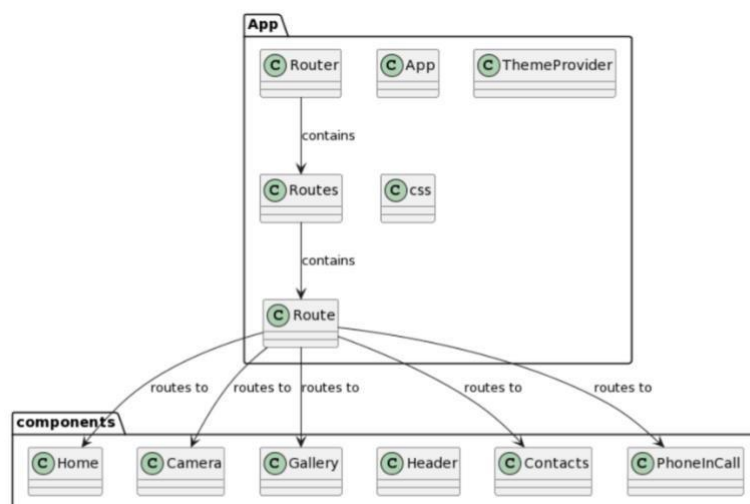 App
C Router
C App
C ThemeProvider
contains
C Routes
C css
contains
C Route
routes to
routes to
routes to
routes to
routes to
components
C Home
C Camera
C Gallery
C Header
C Contacts
C PhoneInCall